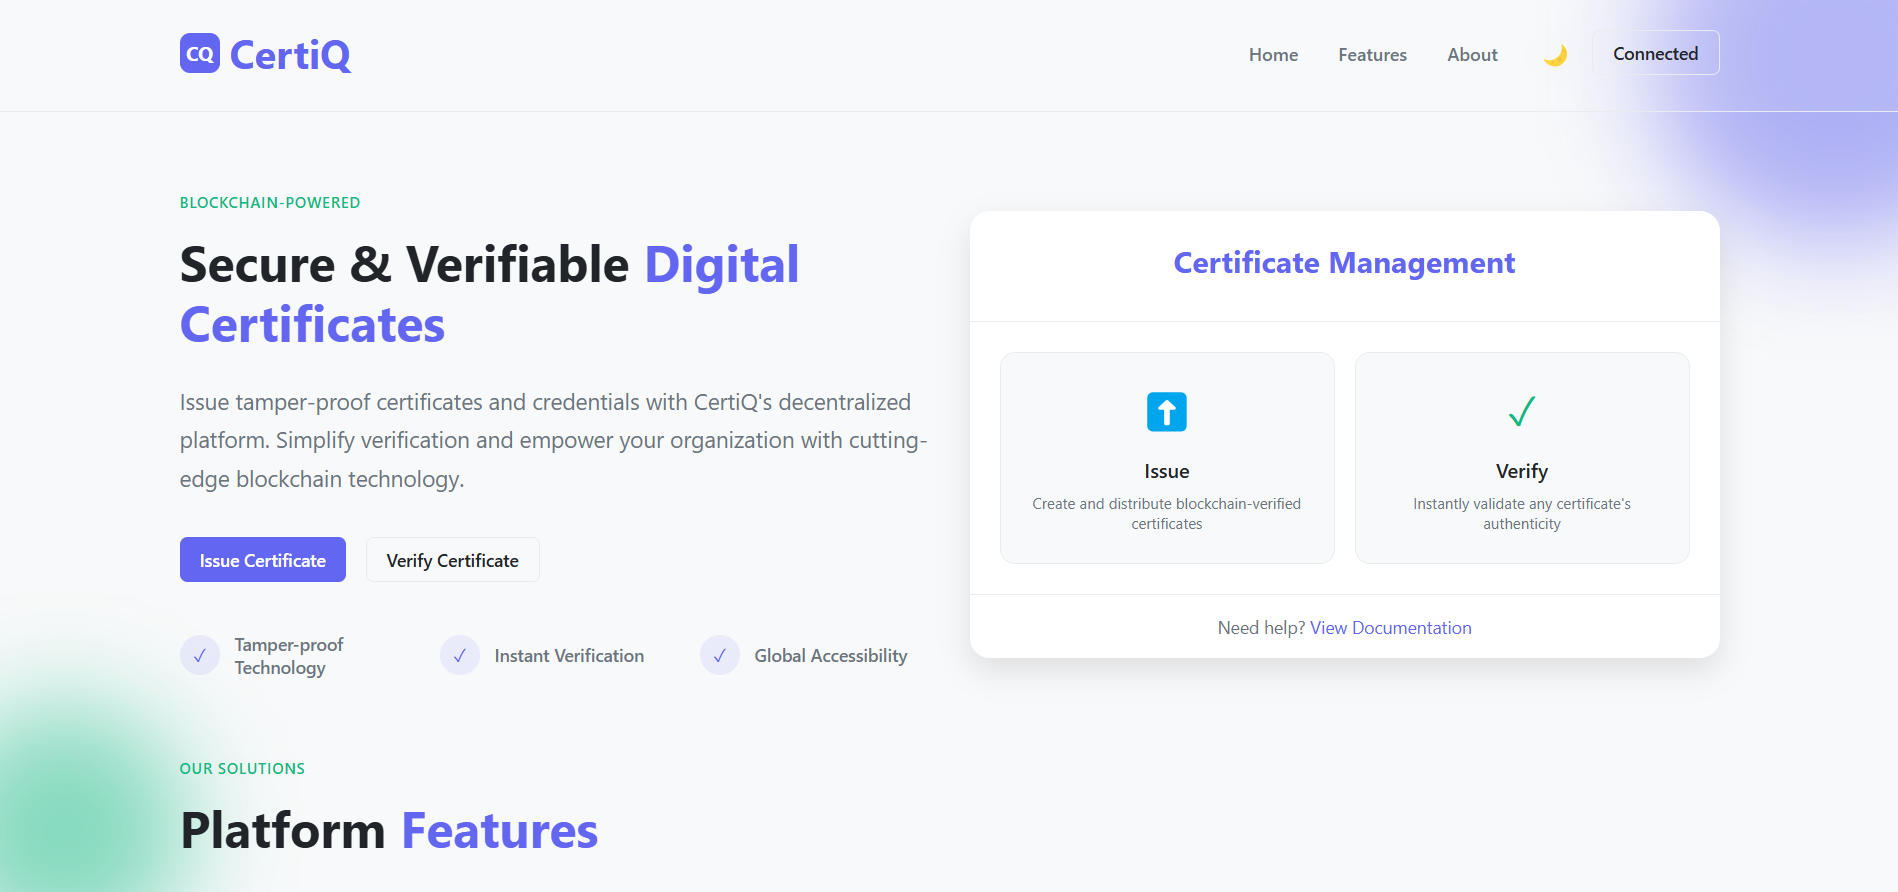 CQ CertiQ
Home Features About Connected
BLOCKCHAIN-POWERED
Secure & Verifiable Digital
Certificates
Issue tamper-proof certificates and credentials with CertiQ's decentralized
platform. Simplify verification and empower your organization with cutting-
edge blockchain technology.
Issue Certificate Verify Certificate
✓ Tamper-proof
Technology
✓ Instant Verification
✓ Global Accessibility
Certificate Management
Issue
Create and distribute blockchain-verified
certificates
✓
Verify
Instantly validate any certificate's
authenticity
Need help? View Documentation
OUR SOLUTIONS
Platform Features